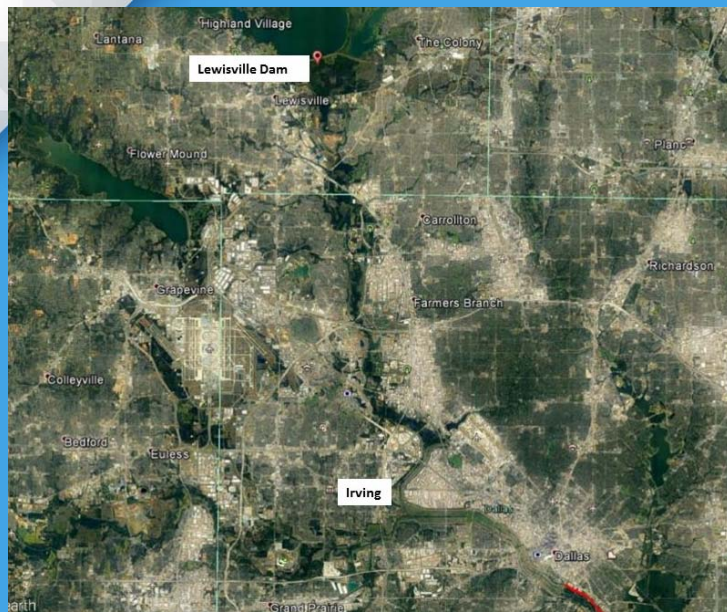 Highland Village
Lantana
The Colony
Lewisville Dam
Lewisville
Flower Mound
Plano
Carrollton
Richardson
Grapevine
Farmers Branch
Colleyville
Bedford
Euless
Irving
Dallas
Dallas
Grand Prairie
earth